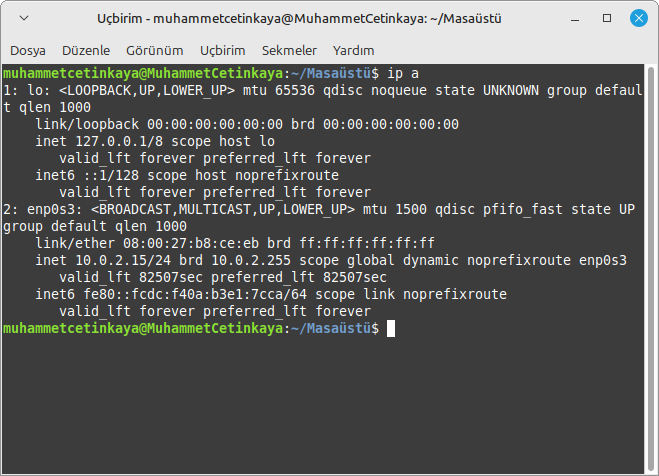 Uçbirim - muhammetcetinkaya@MuhammetCetinkaya: ~/Masaüstü
Dosya Düzenle Görünüm Uçbirim Sekmeler Yardım
muhammetcetinkaya@MuhammetCetinkaya:~/Masaüstü$ ip a
1: lo: <LOOPBACK,UP,LOWER_UP> mtu 65536 qdisc noqueue state UNKNOWN group defaul
t qlen 1000
    link/loopback 00:00:00:00:00:00 brd 00:00:00:00:00:00
    inet 127.0.0.1/8 scope host lo
       valid_lft forever preferred_lft forever
    inet6 ::1/128 scope host noprefixroute
       valid_lft forever preferred_lft forever
2: enp0s3: <BROADCAST,MULTICAST,UP,LOWER_UP> mtu 1500 qdisc pfifo_fast state UP
group default qlen 1000
    link/ether 08:00:27:b8:ce:eb brd ff:ff:ff:ff:ff:ff
    inet 10.0.2.15/24 brd 10.0.2.255 scope global dynamic noprefixroute enp0s3
       valid_lft 82507sec preferred_lft 82507sec
    inet6 fe80::fcdc:f40a:b3e1:7cca/64 scope link noprefixroute
       valid_lft forever preferred_lft forever
muhammetcetinkaya@MuhammetCetinkaya:~/Masaüstü$